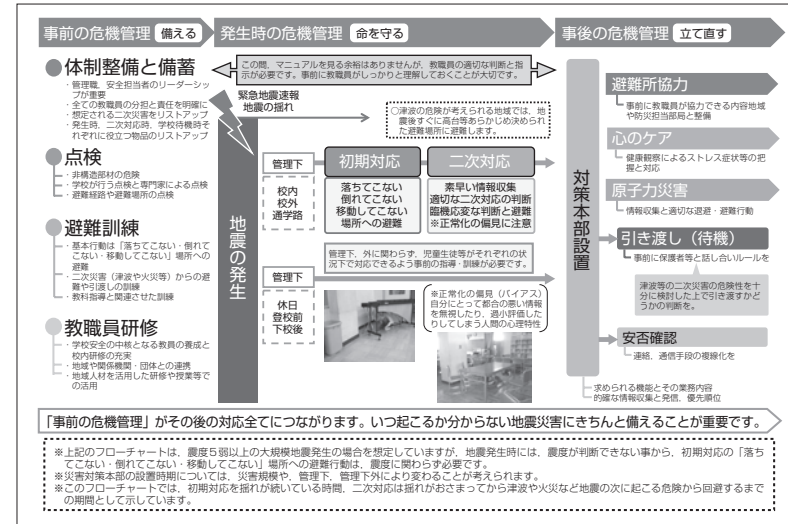 事前の危機管理 備える
発生時の危機管理 命を守る
事後の危機管理 立て直す
●体制整備と備蓄
・管理職，安全担当者のリーダーシッ
プが重要
・全ての教職員の分担と責任を明確に
・想定される二次災害をリストアップ
・発生時，二次対応時，学校待機時そ
れぞれに役立つ物品のリストアップ
●点検
・非構造部材の危険
・学校が行う点検と専門家による点検
・避難経路や避難場所の点検
●避難訓練
・基本行動は「落ちてこない・倒れて
こない・移動してこない」場所への
避難
・二次災害（津波や火災等）からの避
難や引渡しの訓練
・教科指導と関連させた訓練
●教職員研修
・学校安全の中核となる教員の養成と
校内研修の充実
・地域や関係機関・団体との連携
・地域人材を活用した研修や授業等で
の活用
この間，マニュアルを見る余裕はありませんが，教職員の適切な判断と指
示が必要です。事前に教職員がしっかりと理解しておくことが大切です。
緊急地震速報
地震の揺れ
○津波の危険が考えられる地域では，地
震後すぐに高台等あらかじめ決められ
た避難場所に避難します。
地震の発生
管理下
校内
校外
通学路
初期対応
落ちてこない
倒れてこない
移動してこない
場所への避難
二次対応
素早い情報収集
適切な二次対応の判断
臨機応変な判断と避難
※正常化の偏見に注意
管理下，外に関わらず，児童生徒等がそれぞれの状
況下で対応できるよう事前の指導・訓練が必要です。
管理下
休日
登校前
下校後
※正常化の偏見（バイアス）
自分にとって都合の悪い情報
を無視したり，過小評価した
りしてしまう人間の心理特性
対策本部設置
避難所協力
事前に教職員が協力できる内容地域
や防災担当部局と整備
心のケア
健康観察によるストレス症状等の把
握と対応
原子力災害
情報収集と適切な退避・避難行動
引き渡し（待機）
事前に保護者等と話し合いルールを
津波等の二次災害の危険性を十
分に検討した上で引き渡すかど
うかの判断を。
安否確認
連絡，通信手段の複線化を
求められる機能とその業務内容
的確な情報収集と発信，優先順位
「事前の危機管理」がその後の対応全てにつながります。いつ起こるか分からない地震災害にきちんと備えることが重要です。
※上記のフローチャートは，震度５弱以上の大規模地震発生の場合を想定していますが，地震発生時には，震度が判断できない事から，初期対応の「落ち
てこない・倒れてこない・移動してこない」場所への避難行動は，震度に関わらず必要です。
※災害対策本部の設置時期については，災害規模や，管理下，管理下外により変わることが考えられます。
※このフローチャートでは，初期対応を揺れが続いている時間，二次対応は揺れがおさまってから津波や火災など地震の次に起こる危険から回避するまで
の期間として示しています。